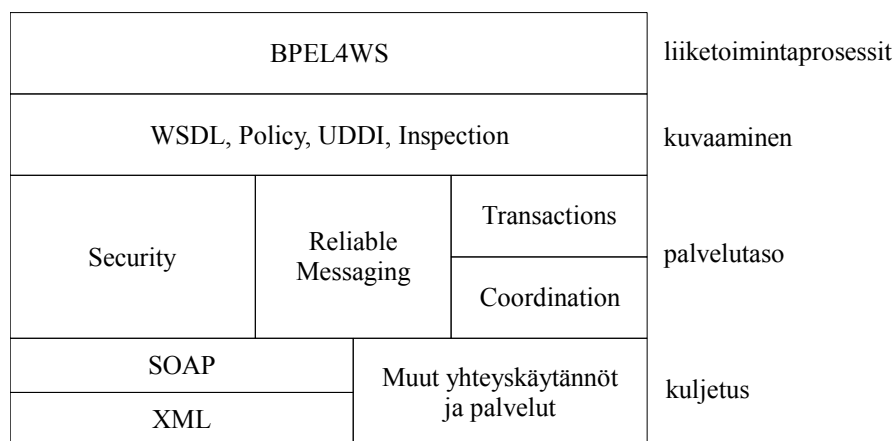 BPEL4WS
liiketoimintaprosessit
WSDL, Policy, UDDI, Inspection
kuvaaminen
Security
Reliable
Messaging
Transactions
Coordination
palvelutaso
SOAP
XML
Muut yhteyskäytännöt
ja palvelut
kuljetus